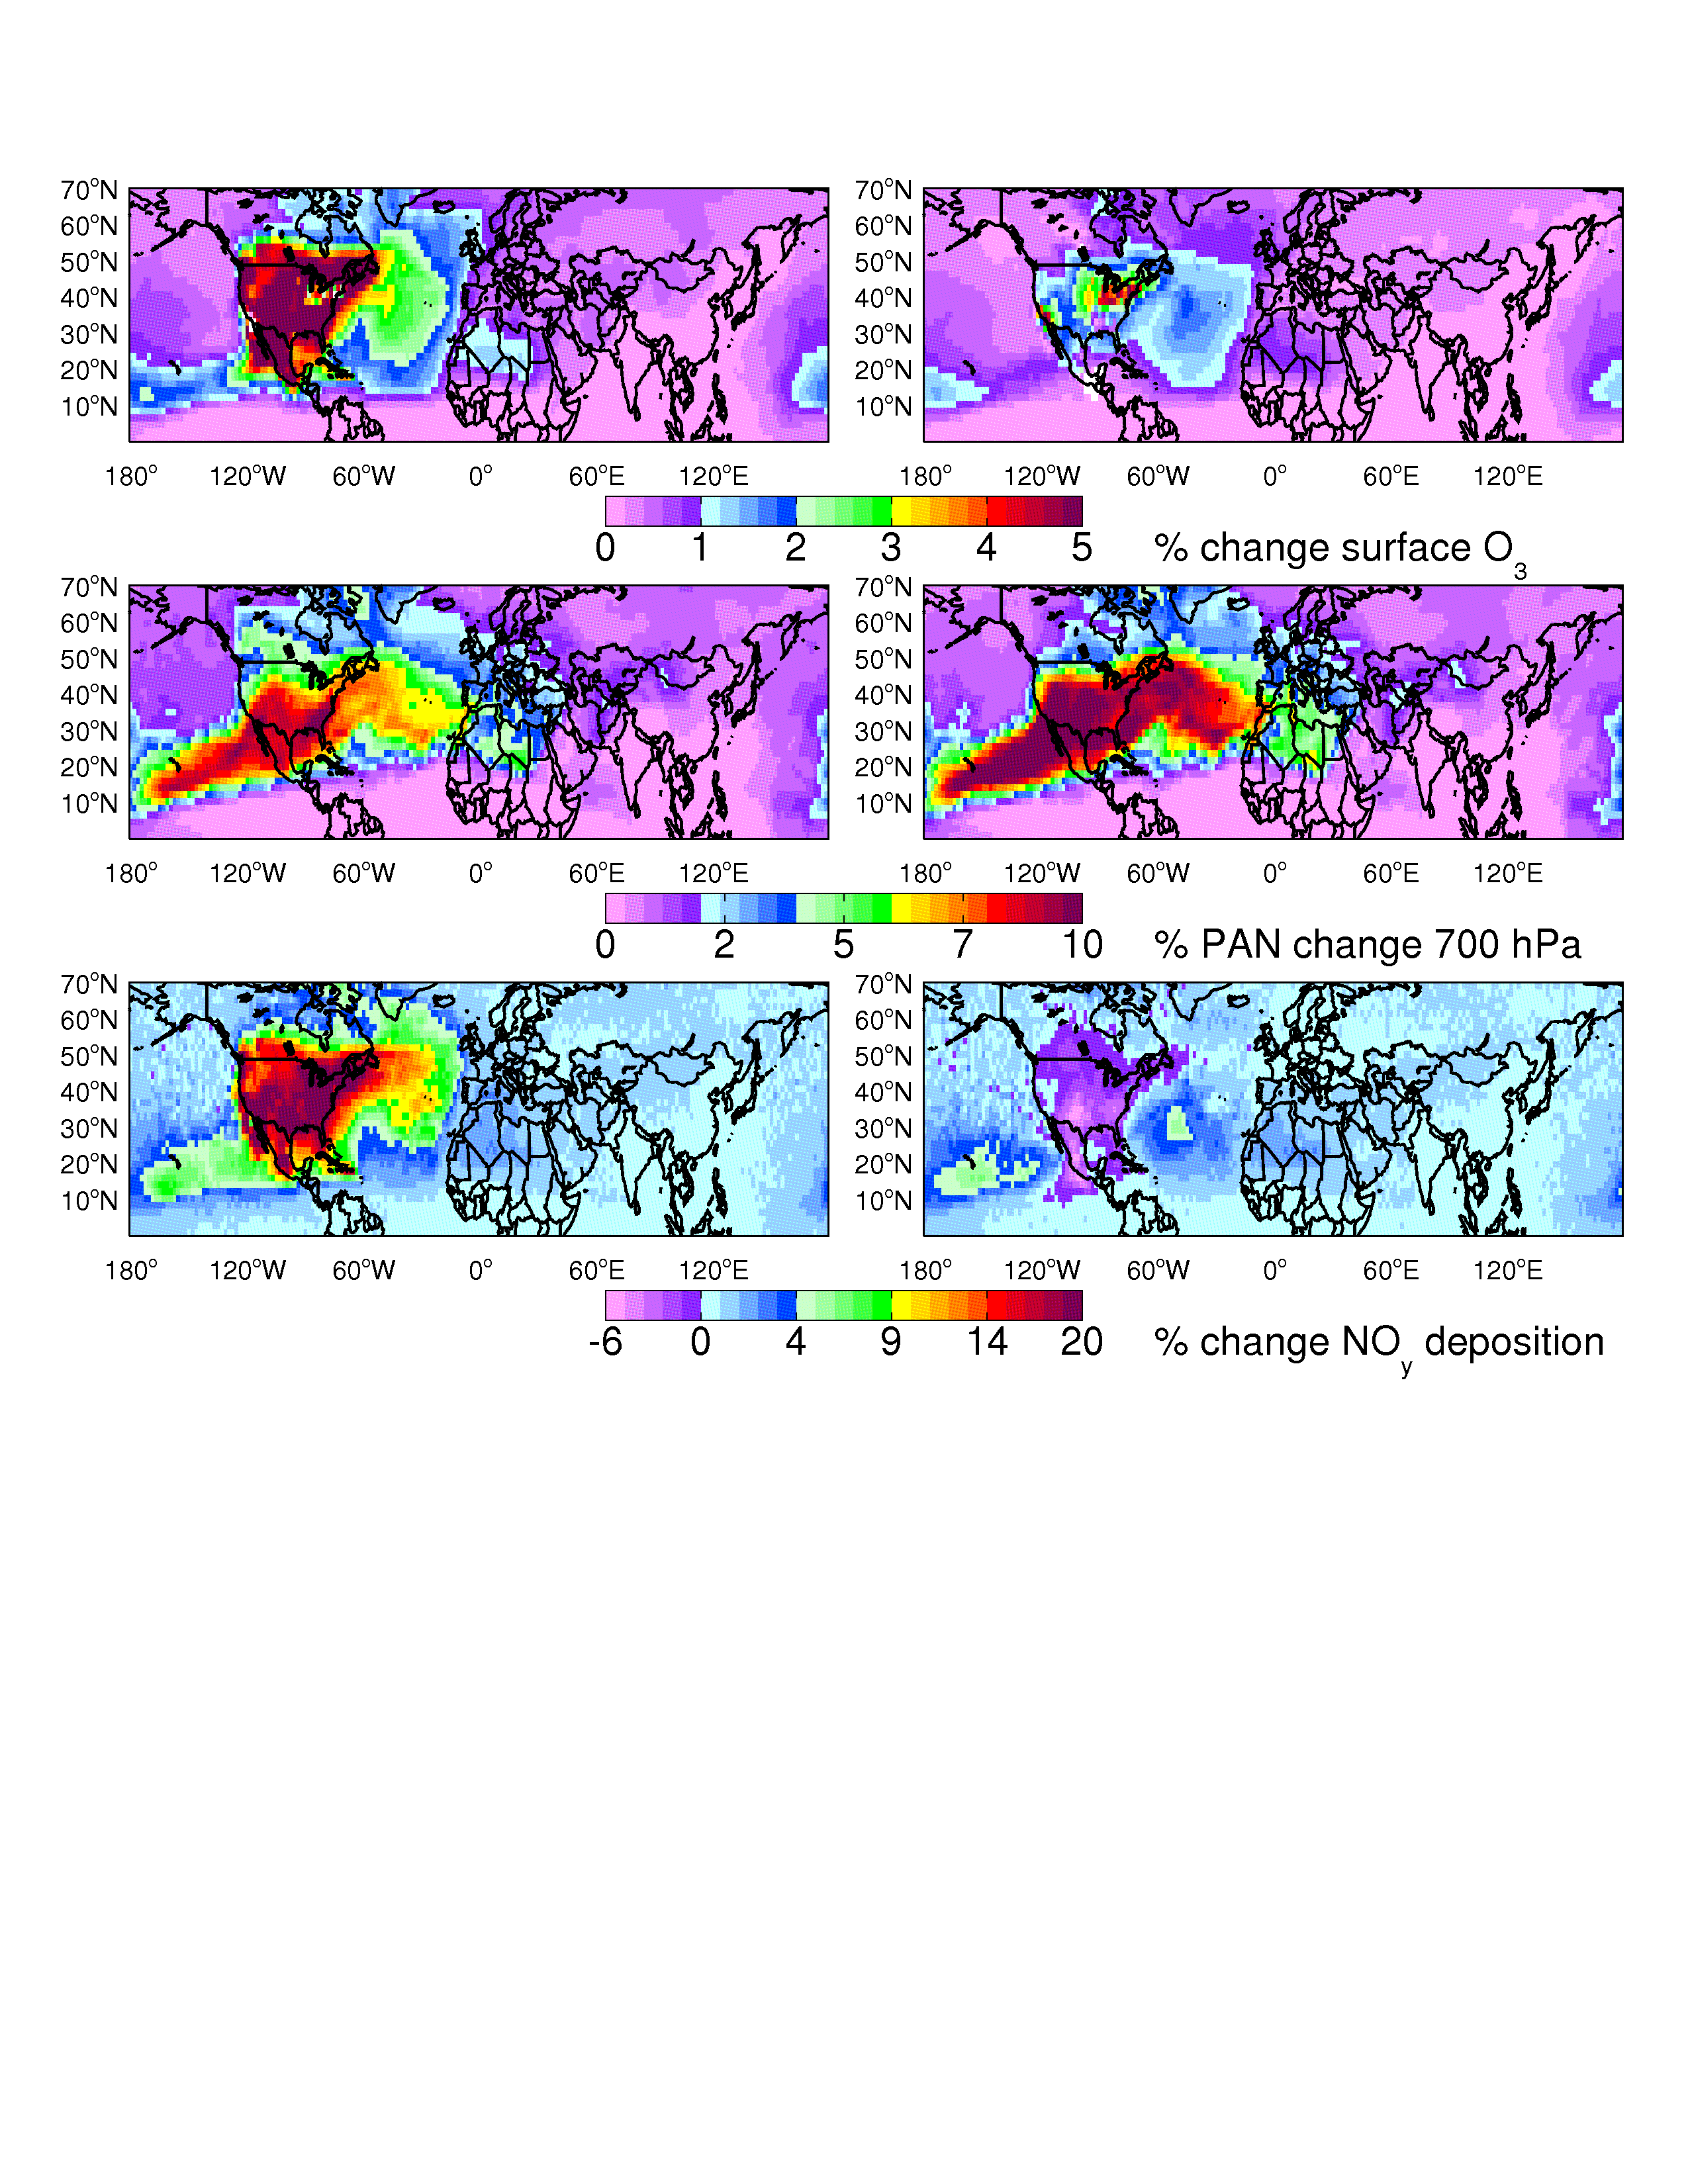 70°N 70°N
60°N 60°N
50°N 50°N
40°N 40°N
30°N 30°N
20°N 20°N
10°N 10°N
180° 120°W 60°W 0° 60°E 120°E 180° 120°W 60°W 0° 60°E 120°E
0 1 2 3 4 5 % change surface O₃
70°N 70°N
60°N 60°N
50°N 50°N
40°N 40°N
30°N 30°N
20°N 20°N
10°N 10°N
180° 120°W 60°W 0° 60°E 120°E 180° 120°W 60°W 0° 60°E 120°E
0 2 5 7 10 % PAN change 700 hPa
70°N 70°N
60°N 60°N
50°N 50°N
40°N 40°N
30°N 30°N
20°N 20°N
10°N 10°N
180° 120°W 60°W 0° 60°E 120°E 180° 120°W 60°W 0° 60°E 120°E
-6 0 4 9 14 20 % change NOy deposition